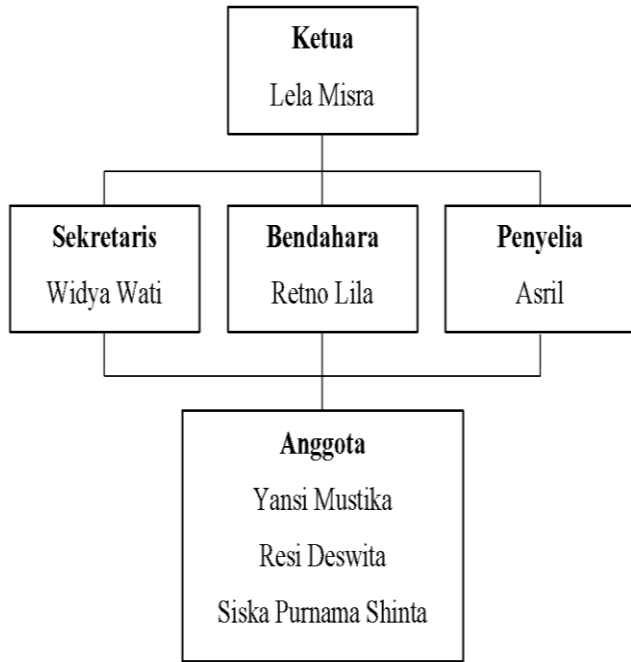 Ketua
Lela Misra
Sekretaris
Widya Wati
Bendahara
Retno Lila
Penyelia
Asril
Anggota
Yansi Mustika
Resi Deswita
Siska Purnama Shinta